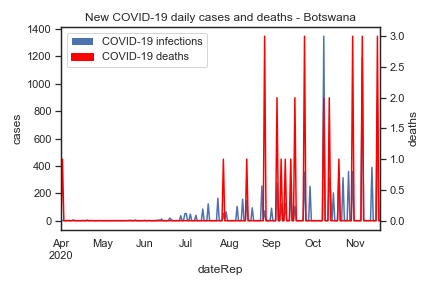 New COVID-19 daily cases and deaths - Botswana
COVID-19 infections
COVID-19 deaths
1400
1200
1000
800
600
400
200
0
cases
3.0
2.5
2.0
1.5
1.0
0.5
0.0
deaths
Apr May Jun Jul Aug Sep Oct Nov
2020
dateRep